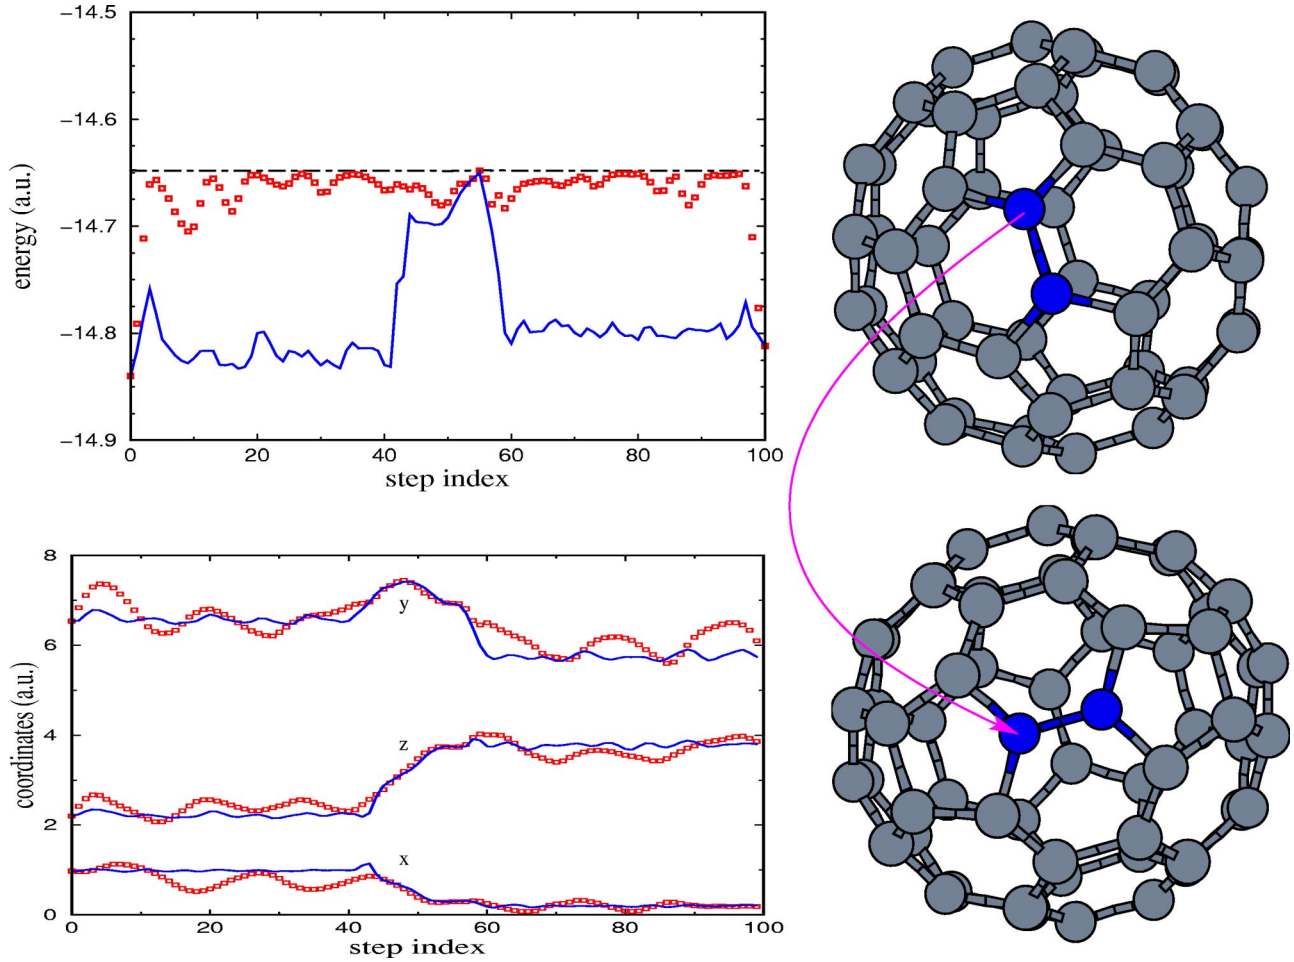 −14.5
−14.6
−14.7
−14.8
−14.9
energy (a.u.)
0 20 40 60 80 100
step index
8
6
4
2
0
coordinates (a.u.)
y
z
x
0 20 40 60 80 100
step index